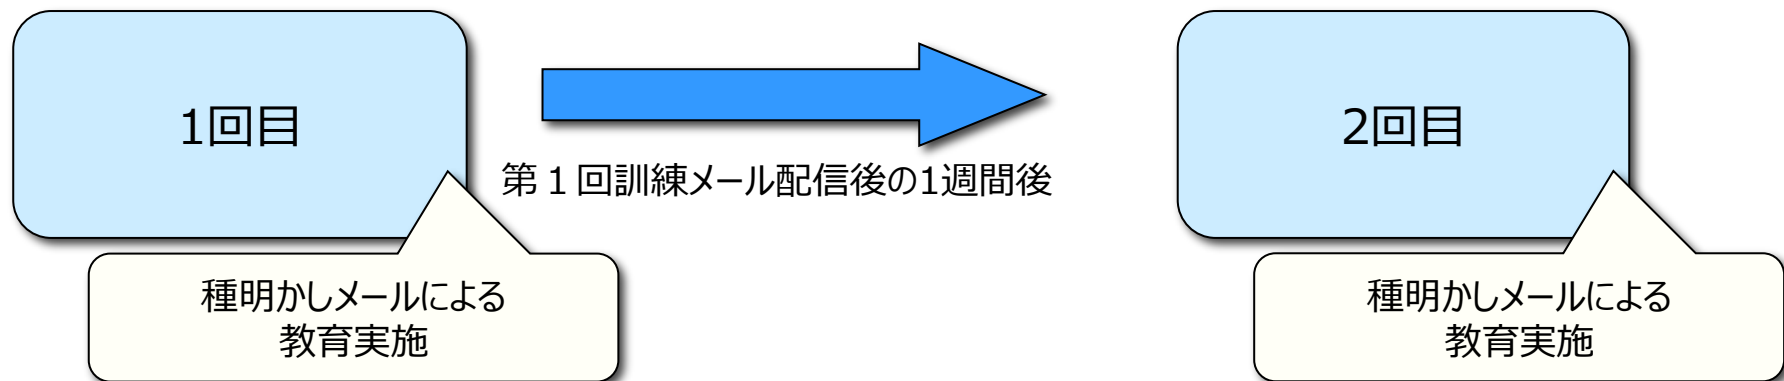 1回目
第１回訓練メール配信後の1週間後
2回目
種明かしメールによる
教育実施
種明かしメールによる
教育実施